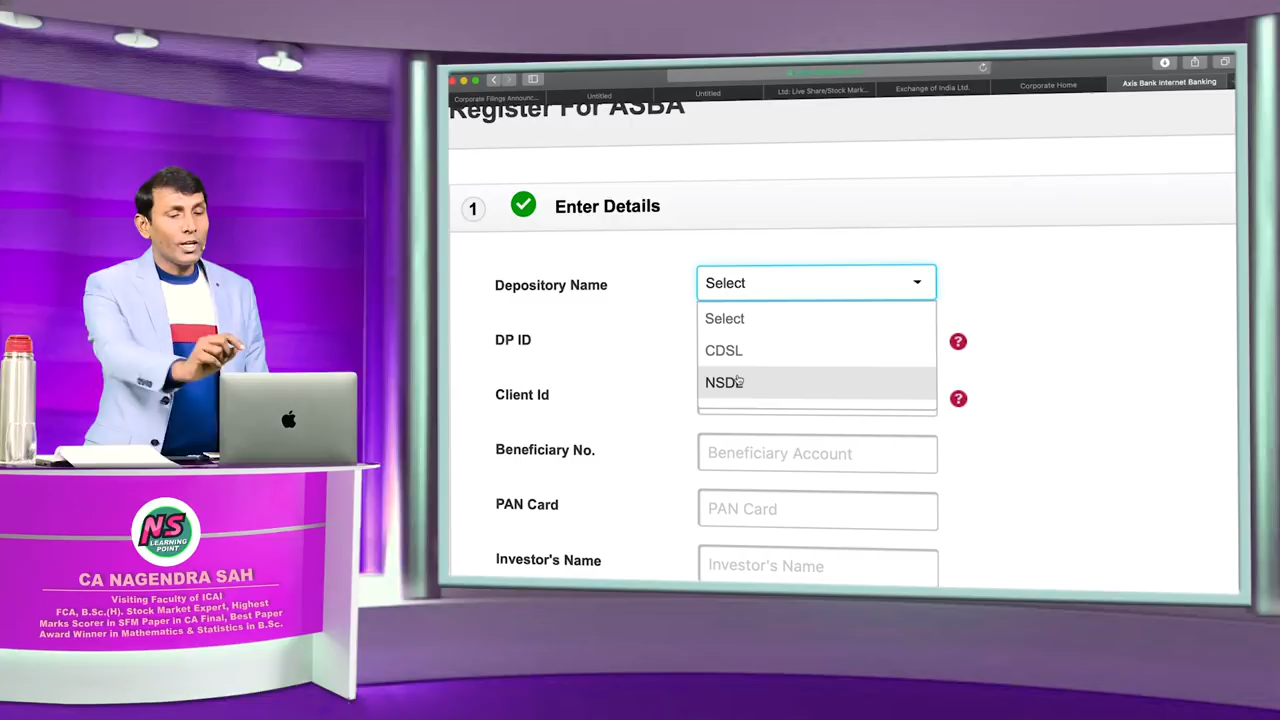 Corporate Filings Announc...
Untitled
Untitled
Ltd: Live Share/Stock Mark...
Exchange of India Ltd.
Corporate Home
Axis Bank Internet Banking
Register For ASBA
1
Enter Details
Depository Name
Select
Select
CDSL
NSDL
DP ID
?
Client Id
?
Beneficiary No.
Beneficiary Account
PAN Card
PAN Card
Investor's Name
Investor's Name
NS
LEARNING
POINT
CA NAGENDRA SAH
Visiting Faculty of ICAI
FCA, B.Sc.(H). Stock Market Expert, Highest
Marks Scorer in SFM Paper in CA Final, Best Paper
Award Winner in Mathematics & Statistics in B.Sc.